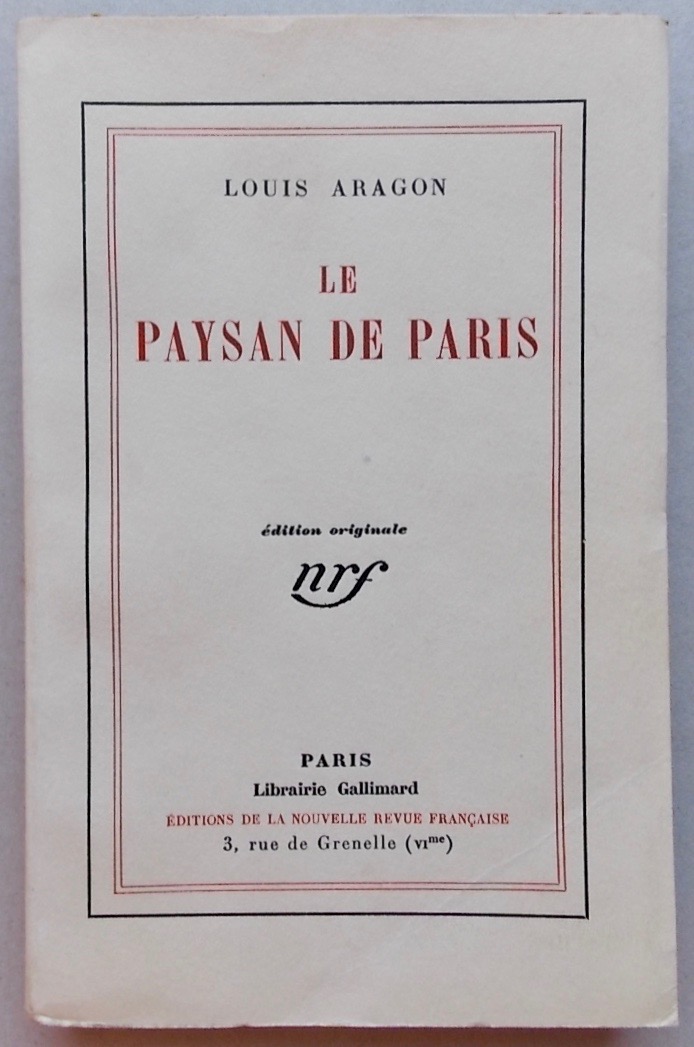 LOUIS ARAGON
LE
PAYSAN DE PARIS
édition originale
nrf
PARIS
Librairie Gallimard
ÉDITIONS DE LA NOUVELLE REVUE FRANÇAISE
3, rue de Grenelle (VIme)